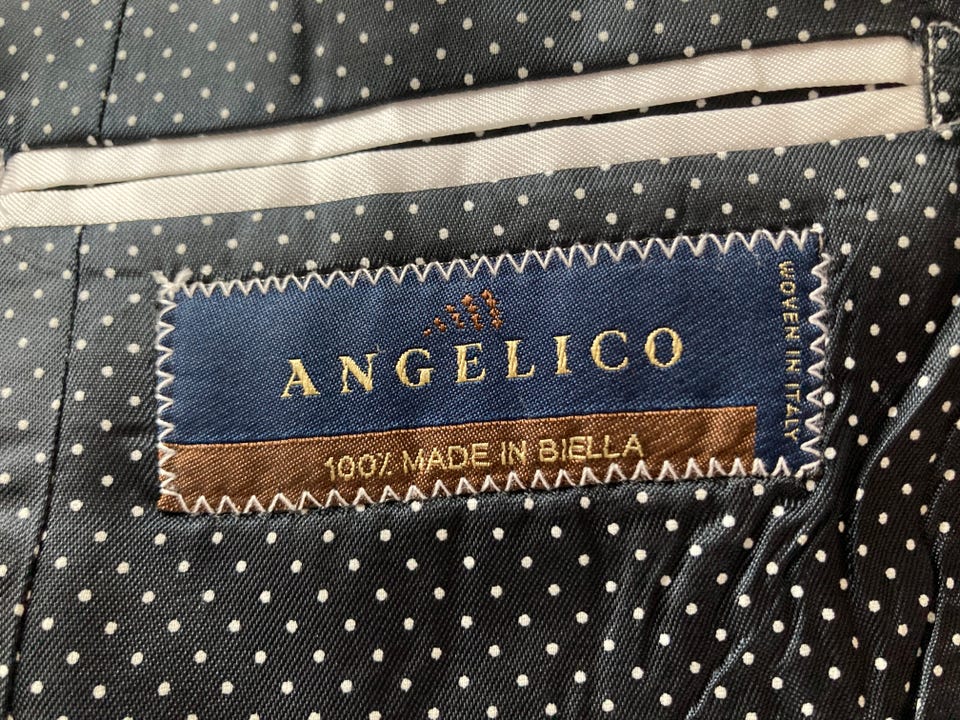 ANGELICO
100% MADE IN BIELLA
WOVEN IN ITALY